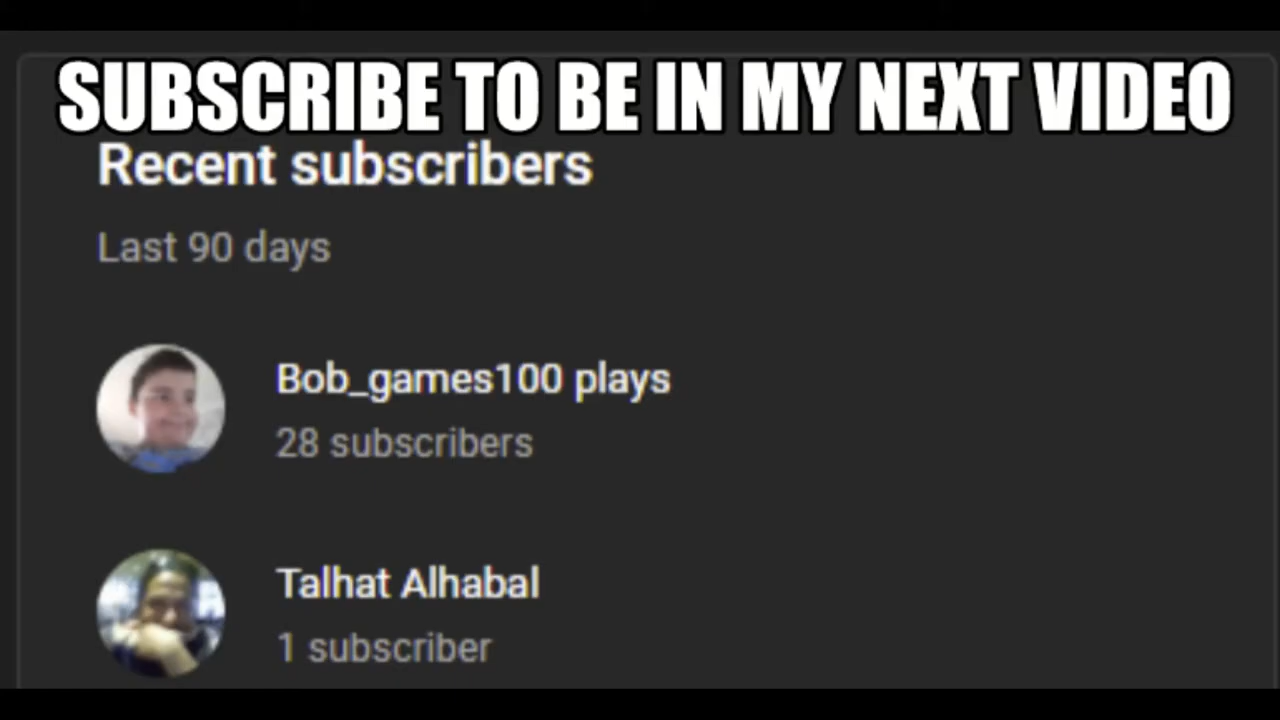 SUBSCRIBE TO BE IN MY NEXT VIDEO
Recent subscribers
Last 90 days
Bob_games100 plays
28 subscribers
Talhat Alhabal
1 subscriber